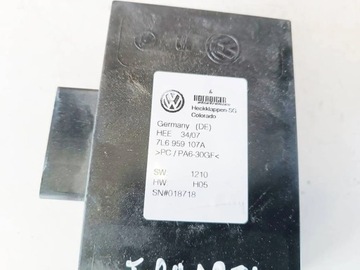 Heckklappen-SG
Colorado
Germany (DE)
HEE 34/07
7L6 959 107A
>PC / PA6-30GF<
SW 1210
HW H05
SN#018718